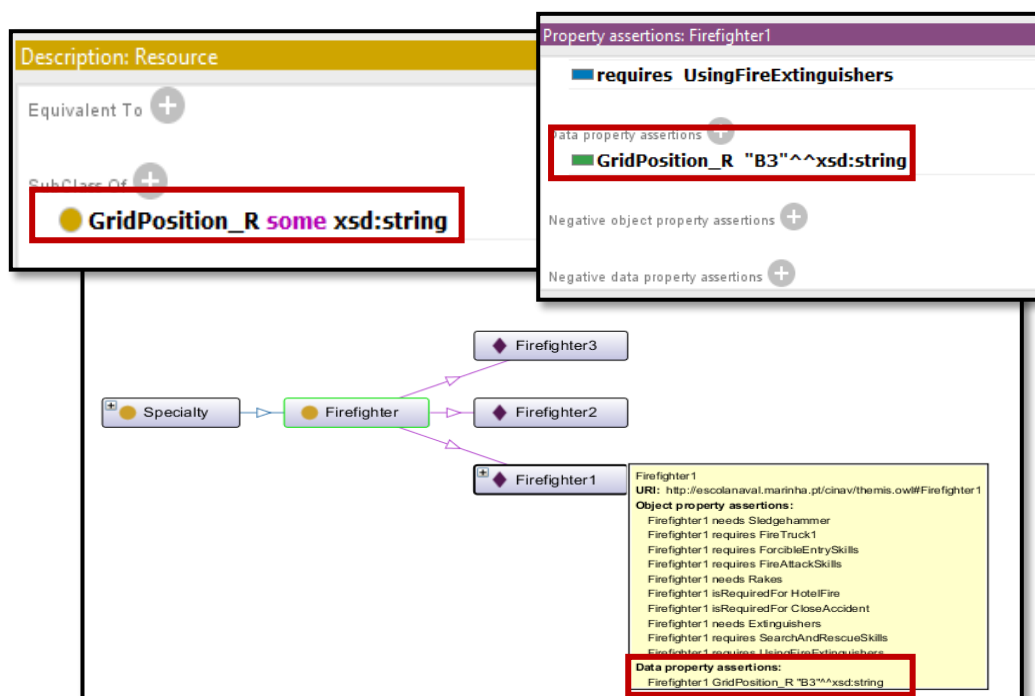 Description: Resource
Equivalent To
SubClass Of
GridPosition_R some xsd:string
Property assertions: Firefighter1
requires UsingFireExtinguishers
Data property assertions
GridPosition_R "B3"^^xsd:string
Negative object property assertions
Negative data property assertions
Firefighter3
Specialty
Firefighter
Firefighter2
Firefighter1
Firefighter1
URI: http://escolanaval.marinha.pt/cinav/themis.owl#Firefighter1
Object property assertions:
Firefighter1 needs Sledgehammer
Firefighter1 requires FireTruck1
Firefighter1 requires ForcibleEntrySkills
Firefighter1 requires FireAttackSkills
Firefighter1 needs Rakes
Firefighter1 isRequiredFor HotelFire
Firefighter1 isRequiredFor CloseAccident
Firefighter1 needs Extinguishers
Firefighter1 requires SearchAndRescueSkills
Firefighter1 requires UsingFireExtinguishers
Data property assertions:
Firefighter1 GridPosition_R "B3"^^xsd:string